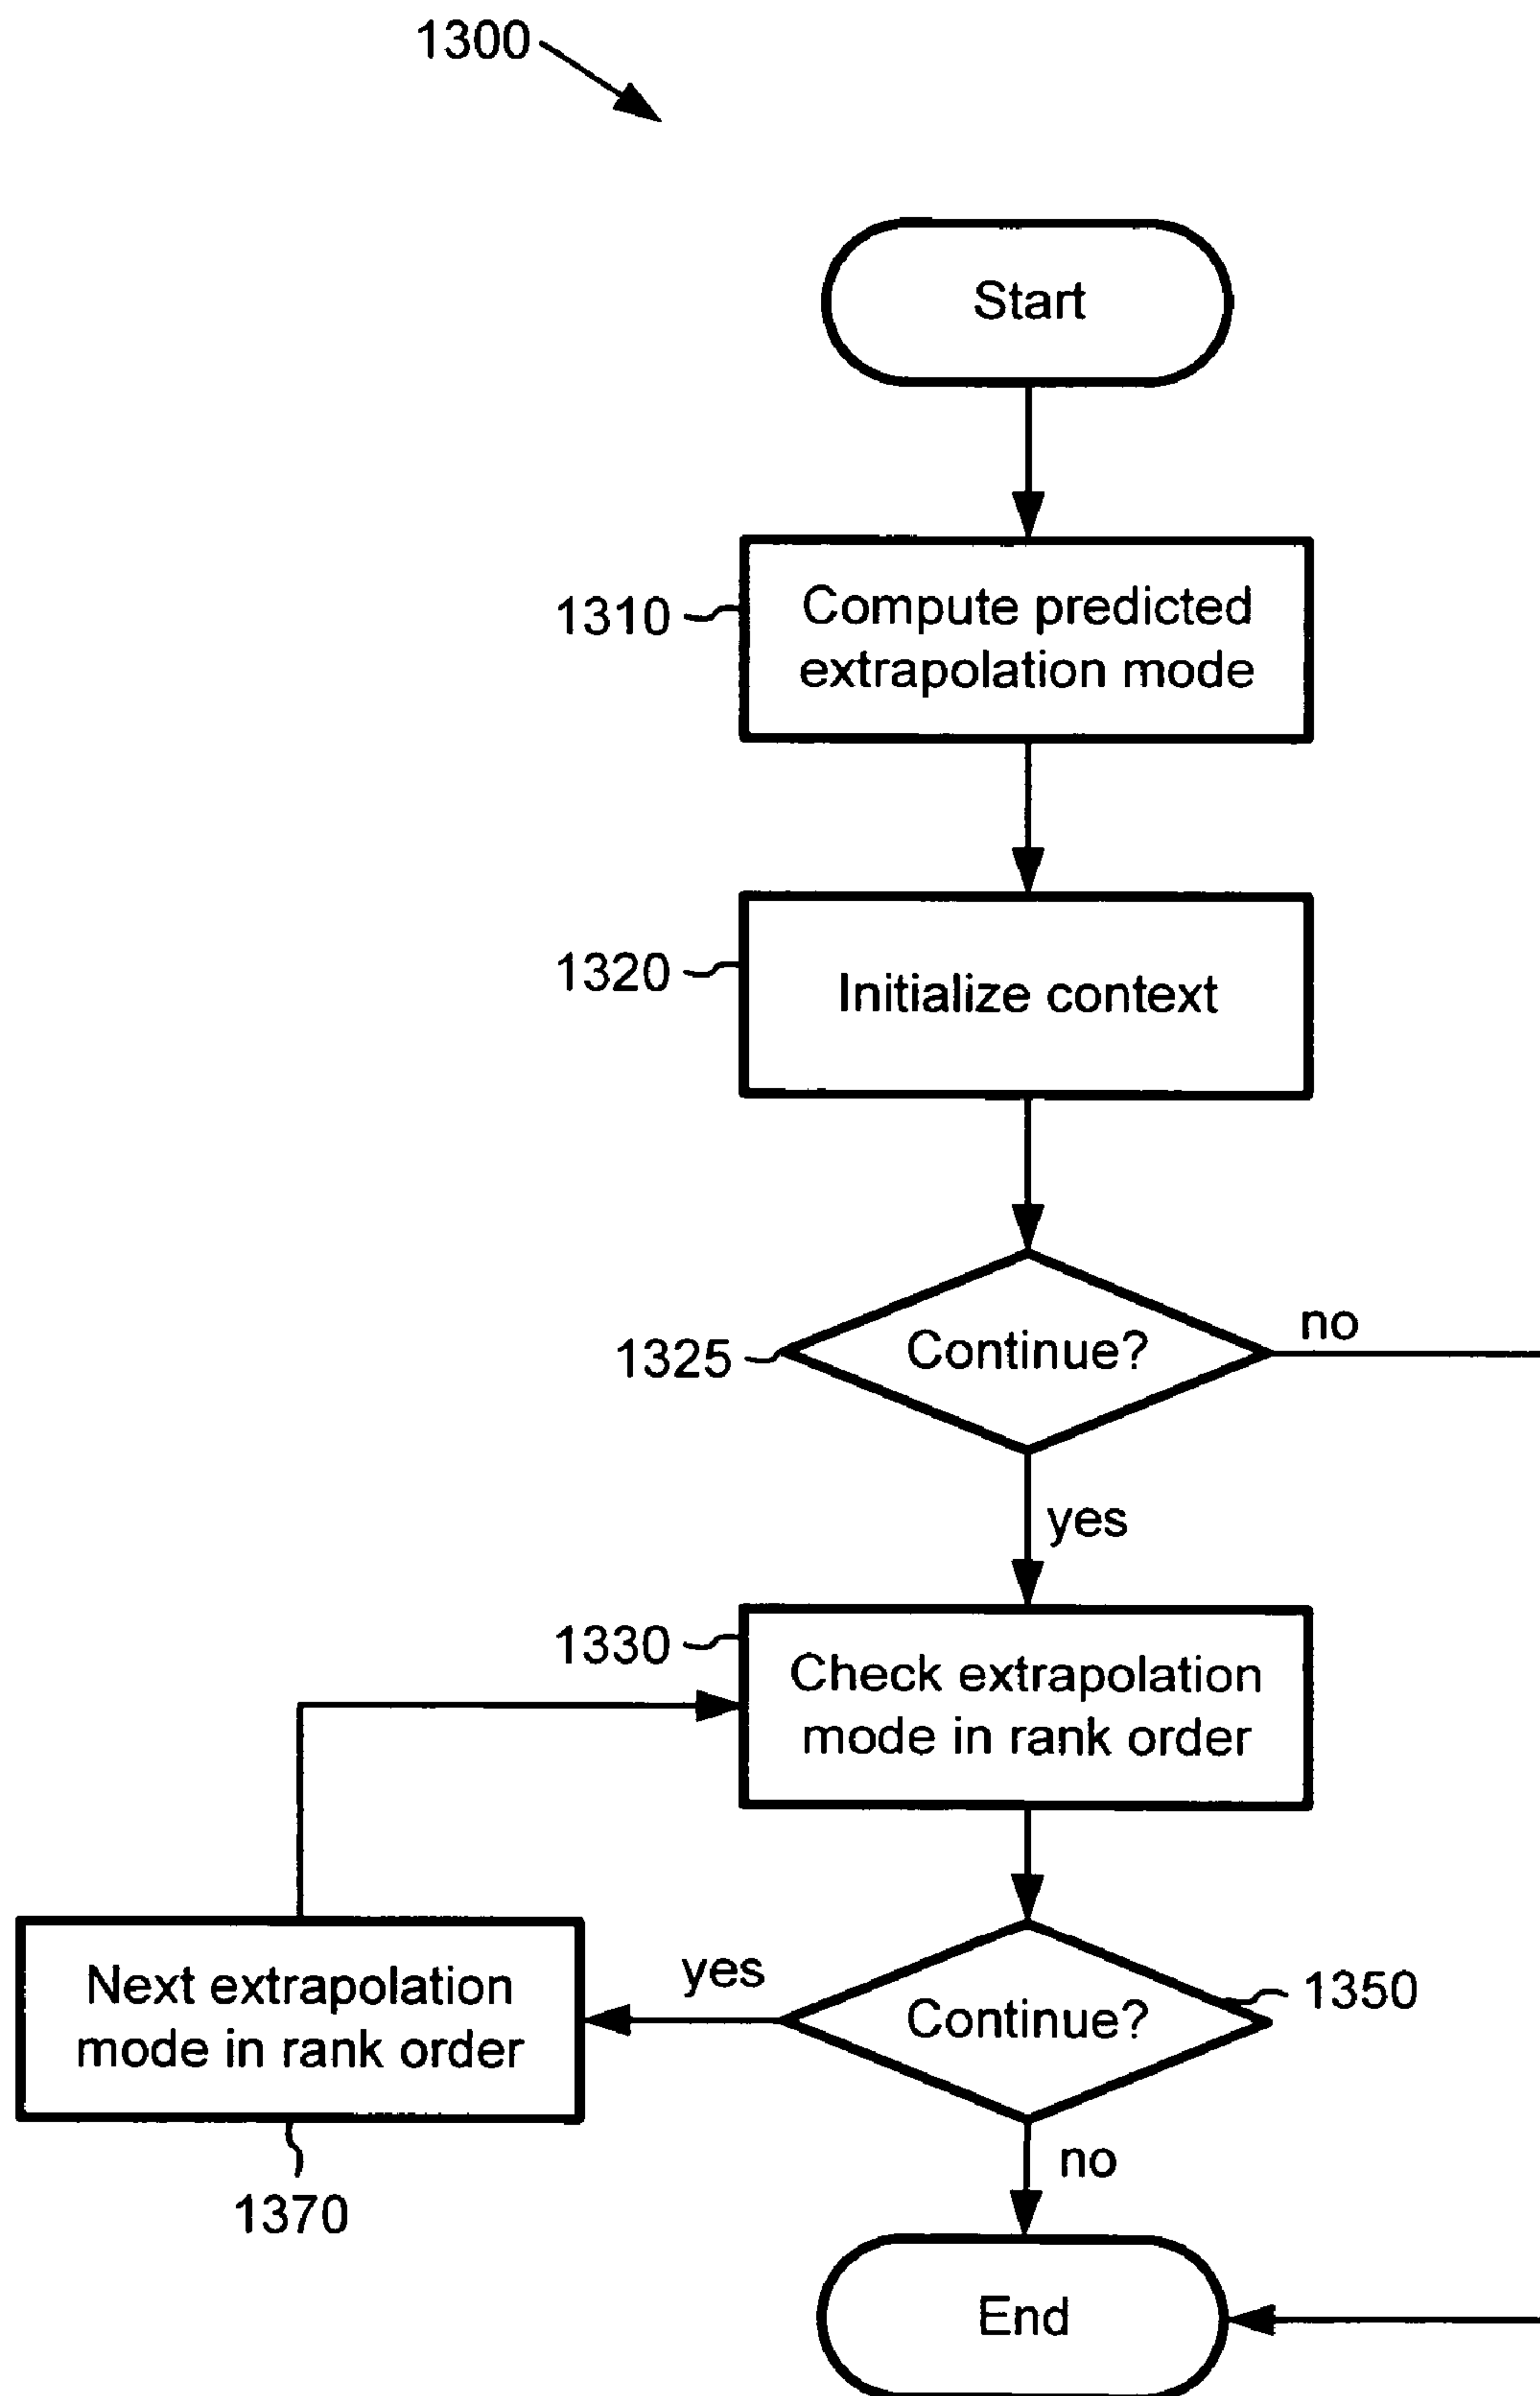 1300
Start
1310
Compute predicted
extrapolation mode
1320
Initialize context
1325
Continue?
no
yes
1330
Check extrapolation
mode in rank order
Next extrapolation
mode in rank order
yes
Continue?
1350
1370
no
End